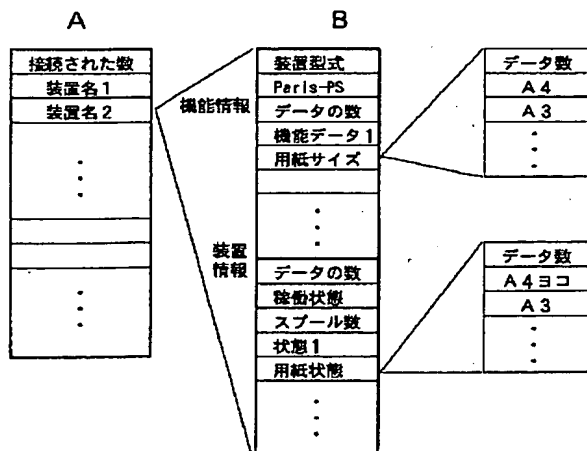 A
接続された数
装置名1
装置名2
B
機能情報
装置
情報
装置型式
Paris-PS
データの数
機能データ1
用紙サイズ
データの数
稼働状態
スプール数
状態1
用紙状態
データ数
A4
A3
データ数
A4ヨコ
A3